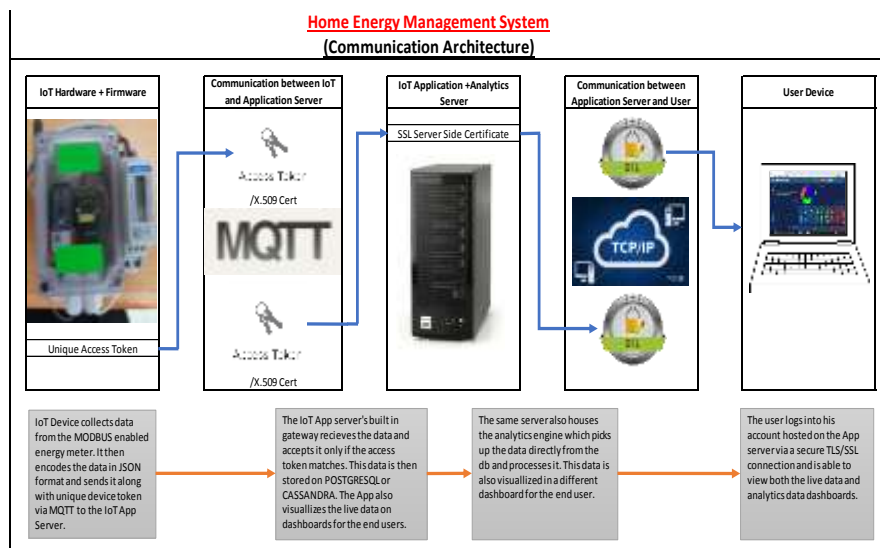 Home Energy Management System
(Communication Architecture)
IoT Hardware + Firmware
Unique Access Token
Communication between IoT
and Application Server
Access Token
/X.509 Cert
MQTT
Access Token
/X.509 Cert
IoT Application +Analytics
Server
SSL Server Side Certificate
Communication between
Application Server and User
SSL
TCP/IP
SSL
User Device
IoT Device collects data
from the MODBUS enabled
energy meter. It then
encodes the data in JSON
format and sends it along
with unique device token
via MQTT to the IoT App
Server.
The IoT App server's built in
gateway recieves the data and
accepts it only if the access
token matches. This data is then
stored on POSTGRESQL or
CASSANDRA. The App also
visuallizes the live data on
dashboards for the end users.
The same server also houses
the analytics engine which picks
up the data directly from the
db and processes it. This data is
also visuallized in a different
dashboard for the end user.
The user logs into his
account hosted on the App
server via a secure TLS/SSL
connection and is able to
view both the live data and
analytics data dashboards.